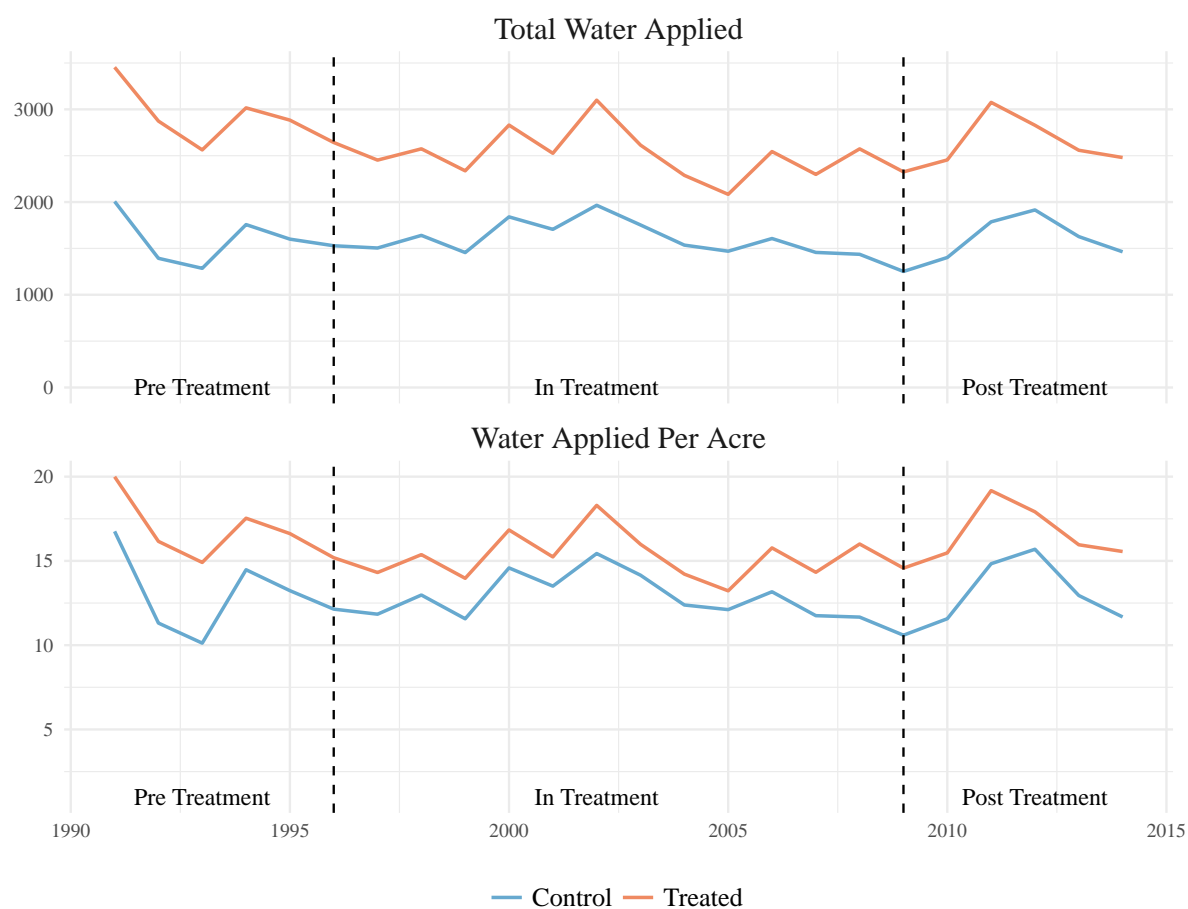 Total Water Applied
3000
2000
1000
0
Pre Treatment In Treatment Post Treatment
Water Applied Per Acre
20
15
10
5
Pre Treatment In Treatment Post Treatment
1990 1995 2000 2005 2010 2015
Control Treated